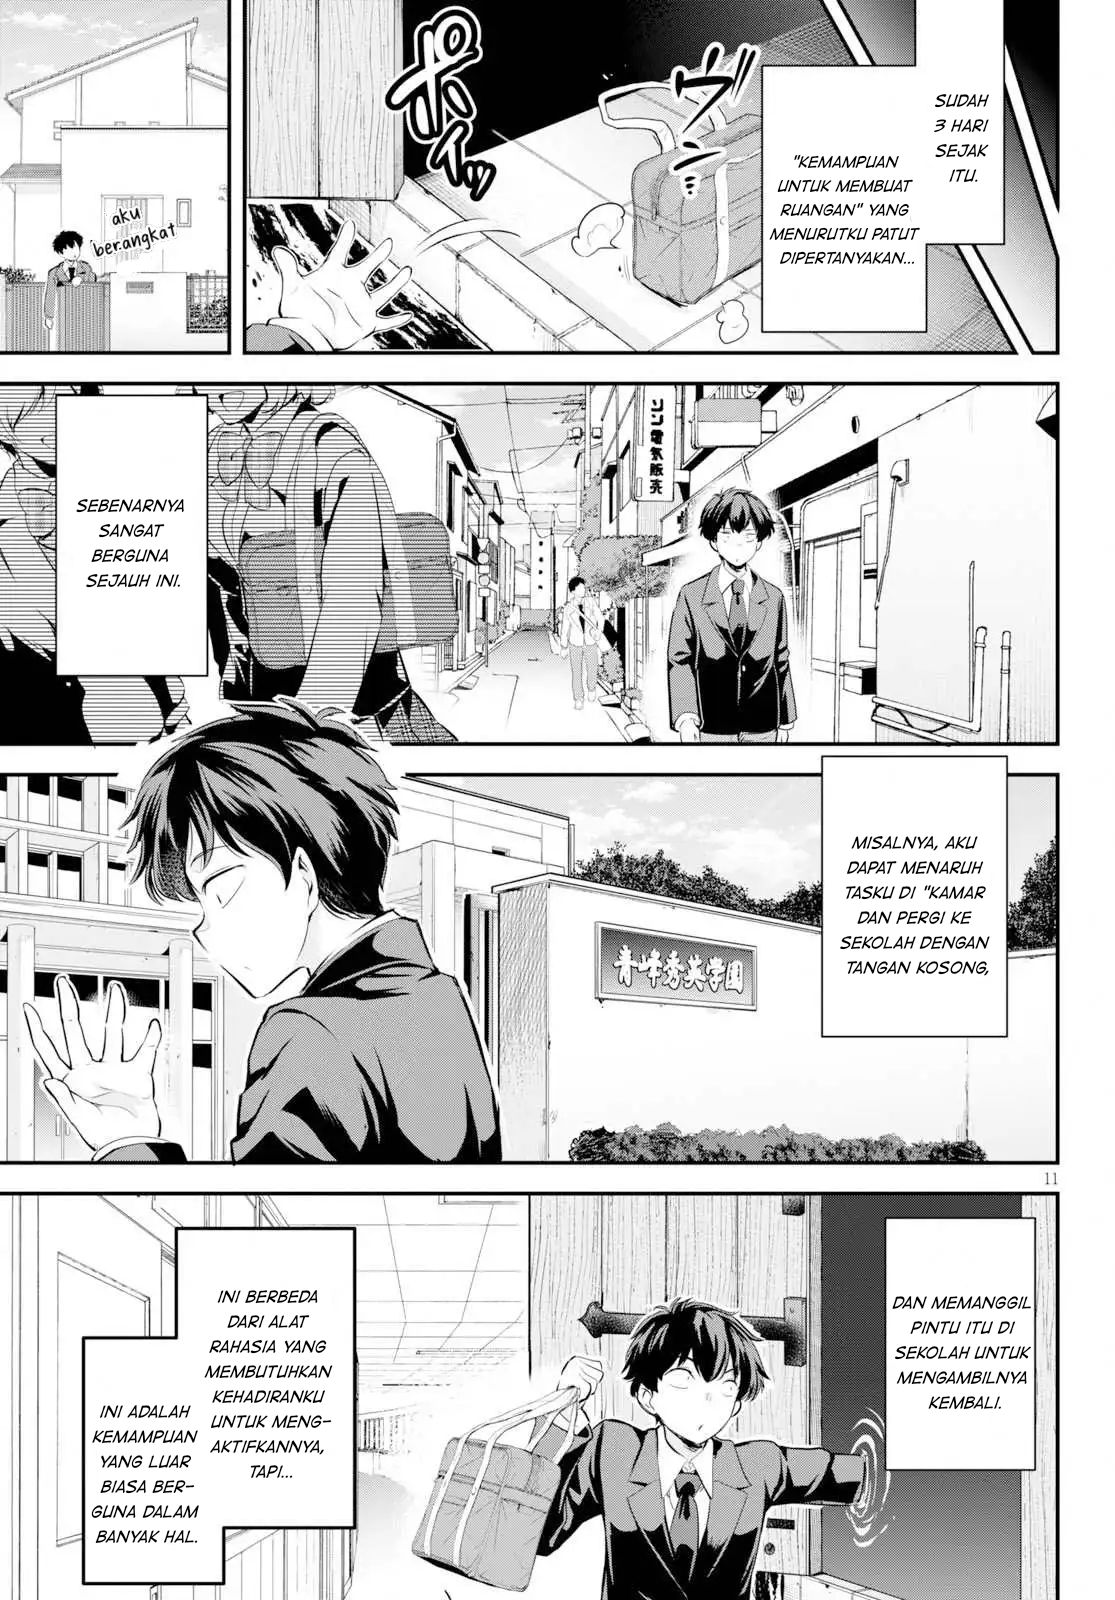 SUDAH
3 HARI
SEJAK
ITU.
"KEMAMPUAN
UNTUK MEMBUAT
RUANGAN" YANG
MENURUTKU PATUT
DIPERTANYAKAN...
ヴン
ポイッ
aku
ber.angkat
ソン電気販売
SEBENARNYA
SANGAT
BERGUNA
SEJAUH INI.
MISALNYA, AKU
DAPAT MENARUH
TASKU DI "KAMAR
DAN PERGI KE
SEKOLAH DENGAN
TANGAN KOSONG,
青峰秀英学園
11
DAN MEMANGGIL
PINTU ITU DI
SEKOLAH UNTUK
MENGAMBILNYA
KEMBALI.
INI BERBEDA
DARI ALAT
RAHASIA YANG
MEMBUTUHKAN
KEHADIRANKU
UNTUK MENG-
AKTIFKANNYA,
TAPI...
INI ADALAH
KEMAMPUAN
YANG LUAR
BIASA BER-
GUNA DALAM
BANYAK HAL.